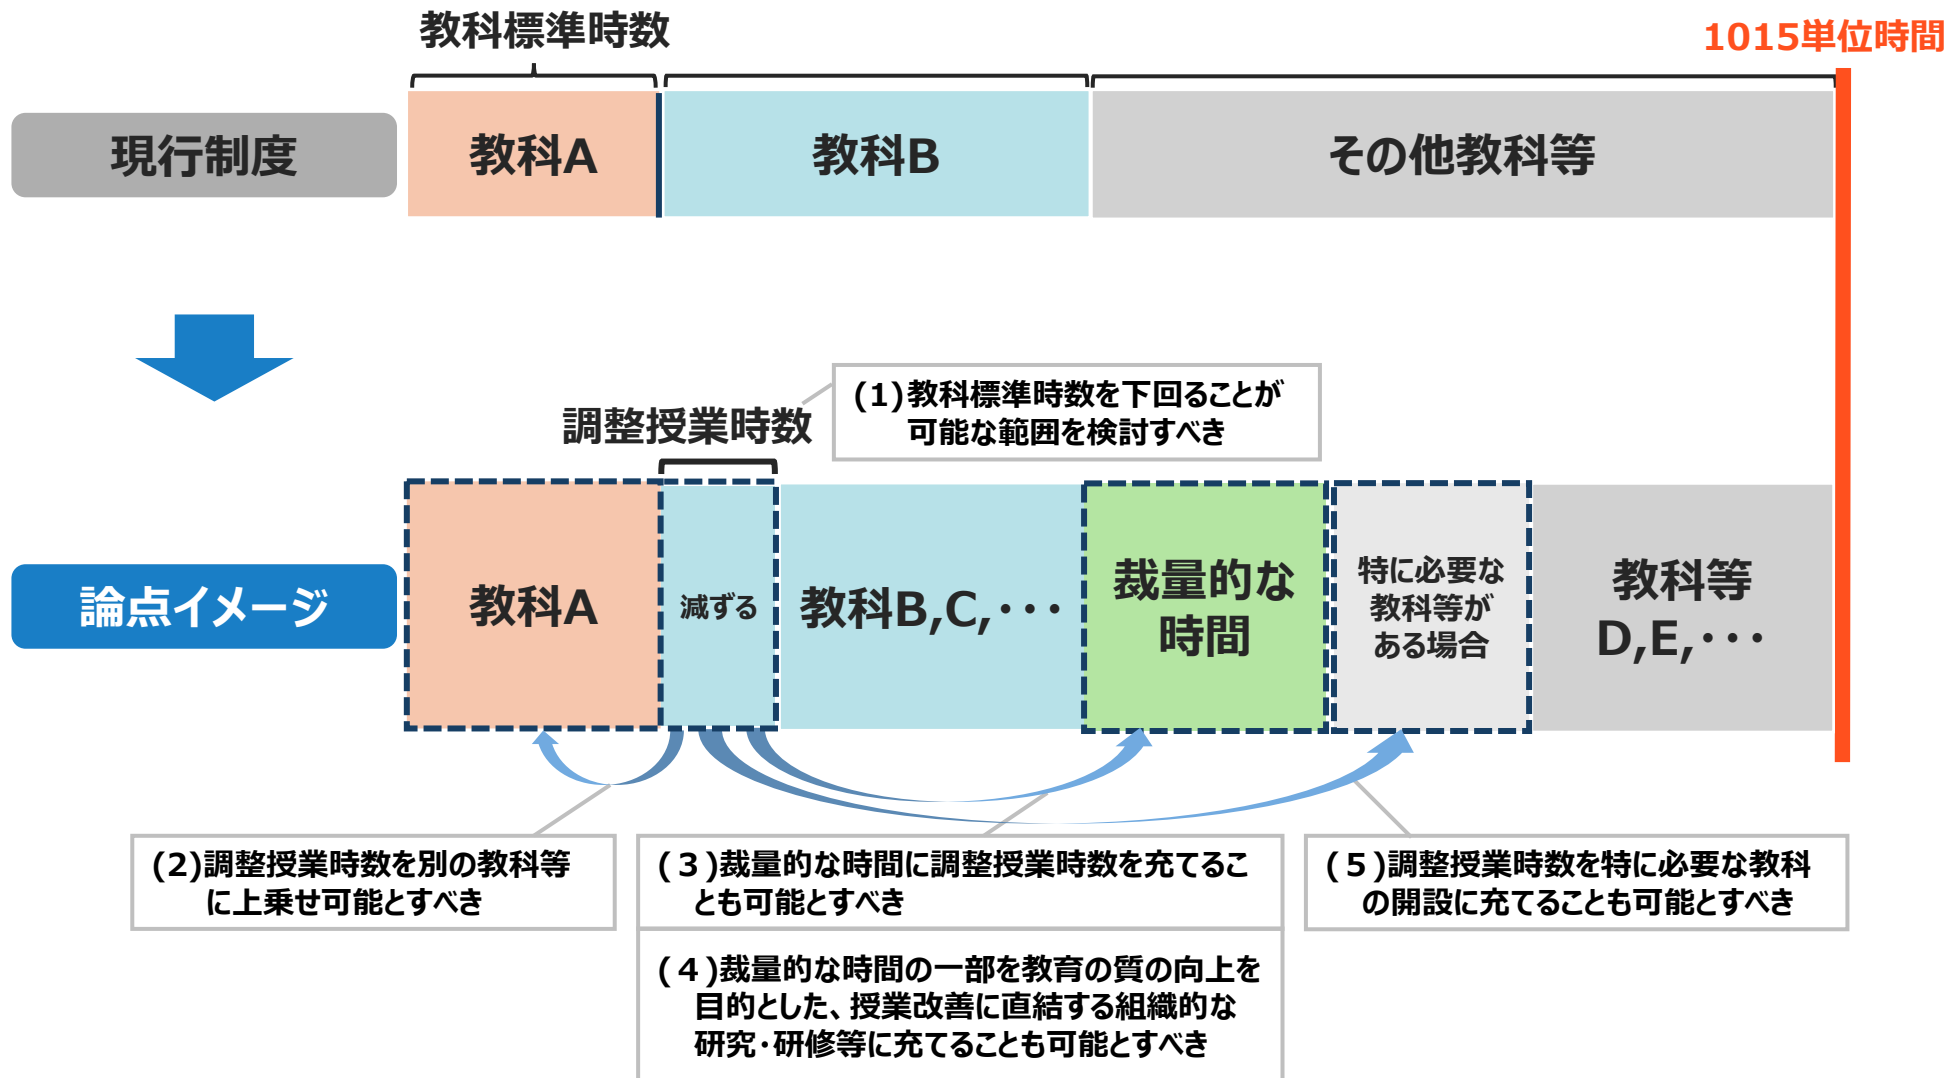 教科標準時数
1015単位時間
現行制度
教科A
教科B
その他教科等
(1)教科標準時数を下回ることが
可能な範囲を検討すべき
調整授業時数
論点イメージ
教科A
減ずる
教科B,C,・・・
裁量的な
時間
特に必要な
教科等が
ある場合
教科等
D,E,・・・
(2)調整授業時数を別の教科等
に上乗せ可能とすべき
(３)裁量的な時間に調整授業時数を充てるこ
とも可能とすべき
(５)調整授業時数を特に必要な教科
の開設に充てることも可能とすべき
(４)裁量的な時間の一部を教育の質の向上を
目的とした、授業改善に直結する組織的な
研究・研修等に充てることも可能とすべき